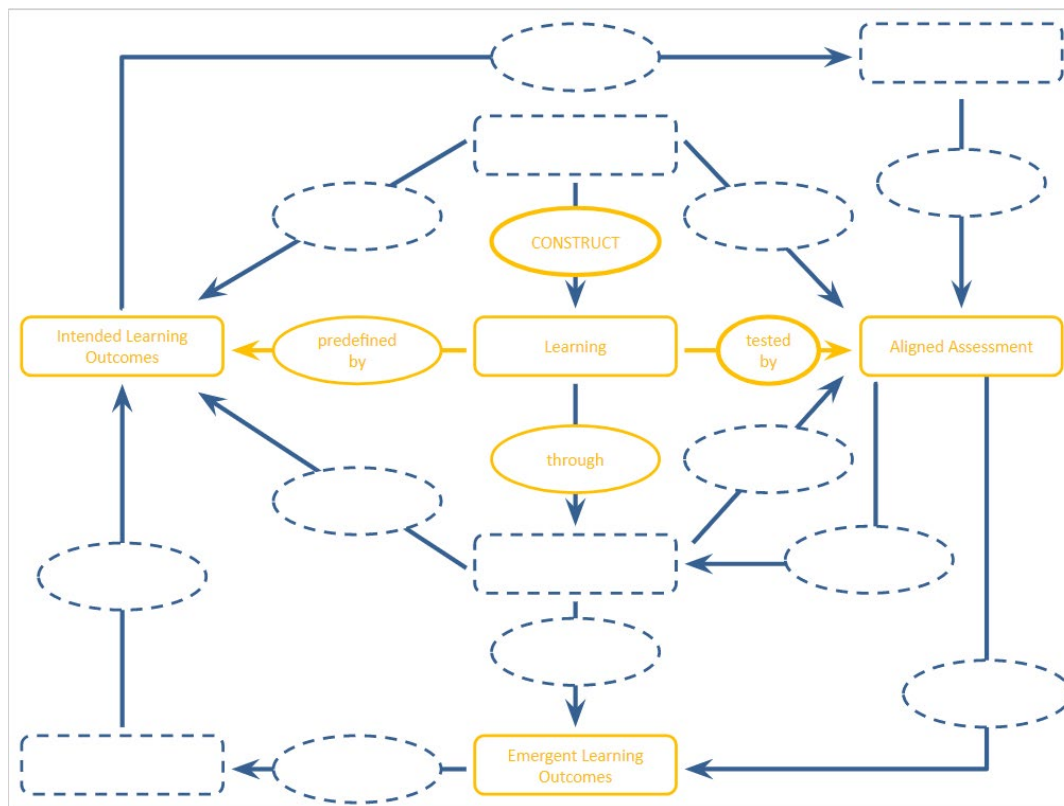 CONSTRUCT
Intended Learning
Outcomes
predefined
by
Learning
tested
by
Aligned Assessment
through
Emergent Learning
Outcomes